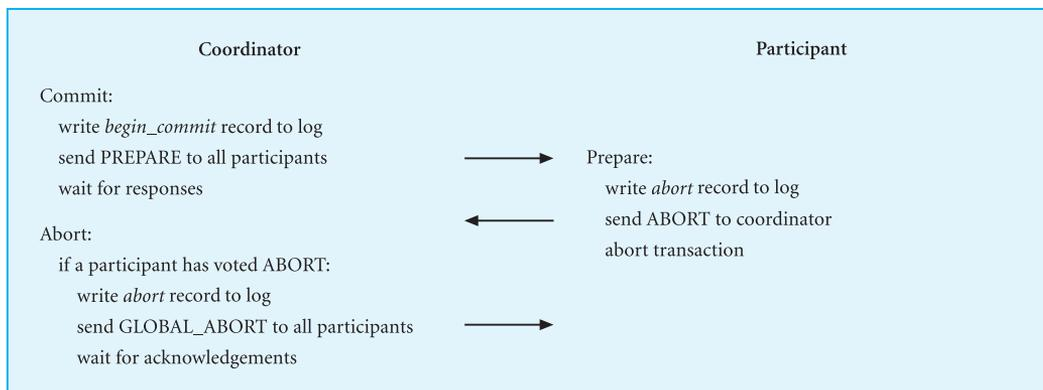 Coordinator
Participant
Commit:
write begin_commit record to log
send PREPARE to all participants
wait for responses
Prepare:
write abort record to log
send ABORT to coordinator
abort transaction
Abort:
if a participant has voted ABORT:
write abort record to log
send GLOBAL_ABORT to all participants
wait for acknowledgements